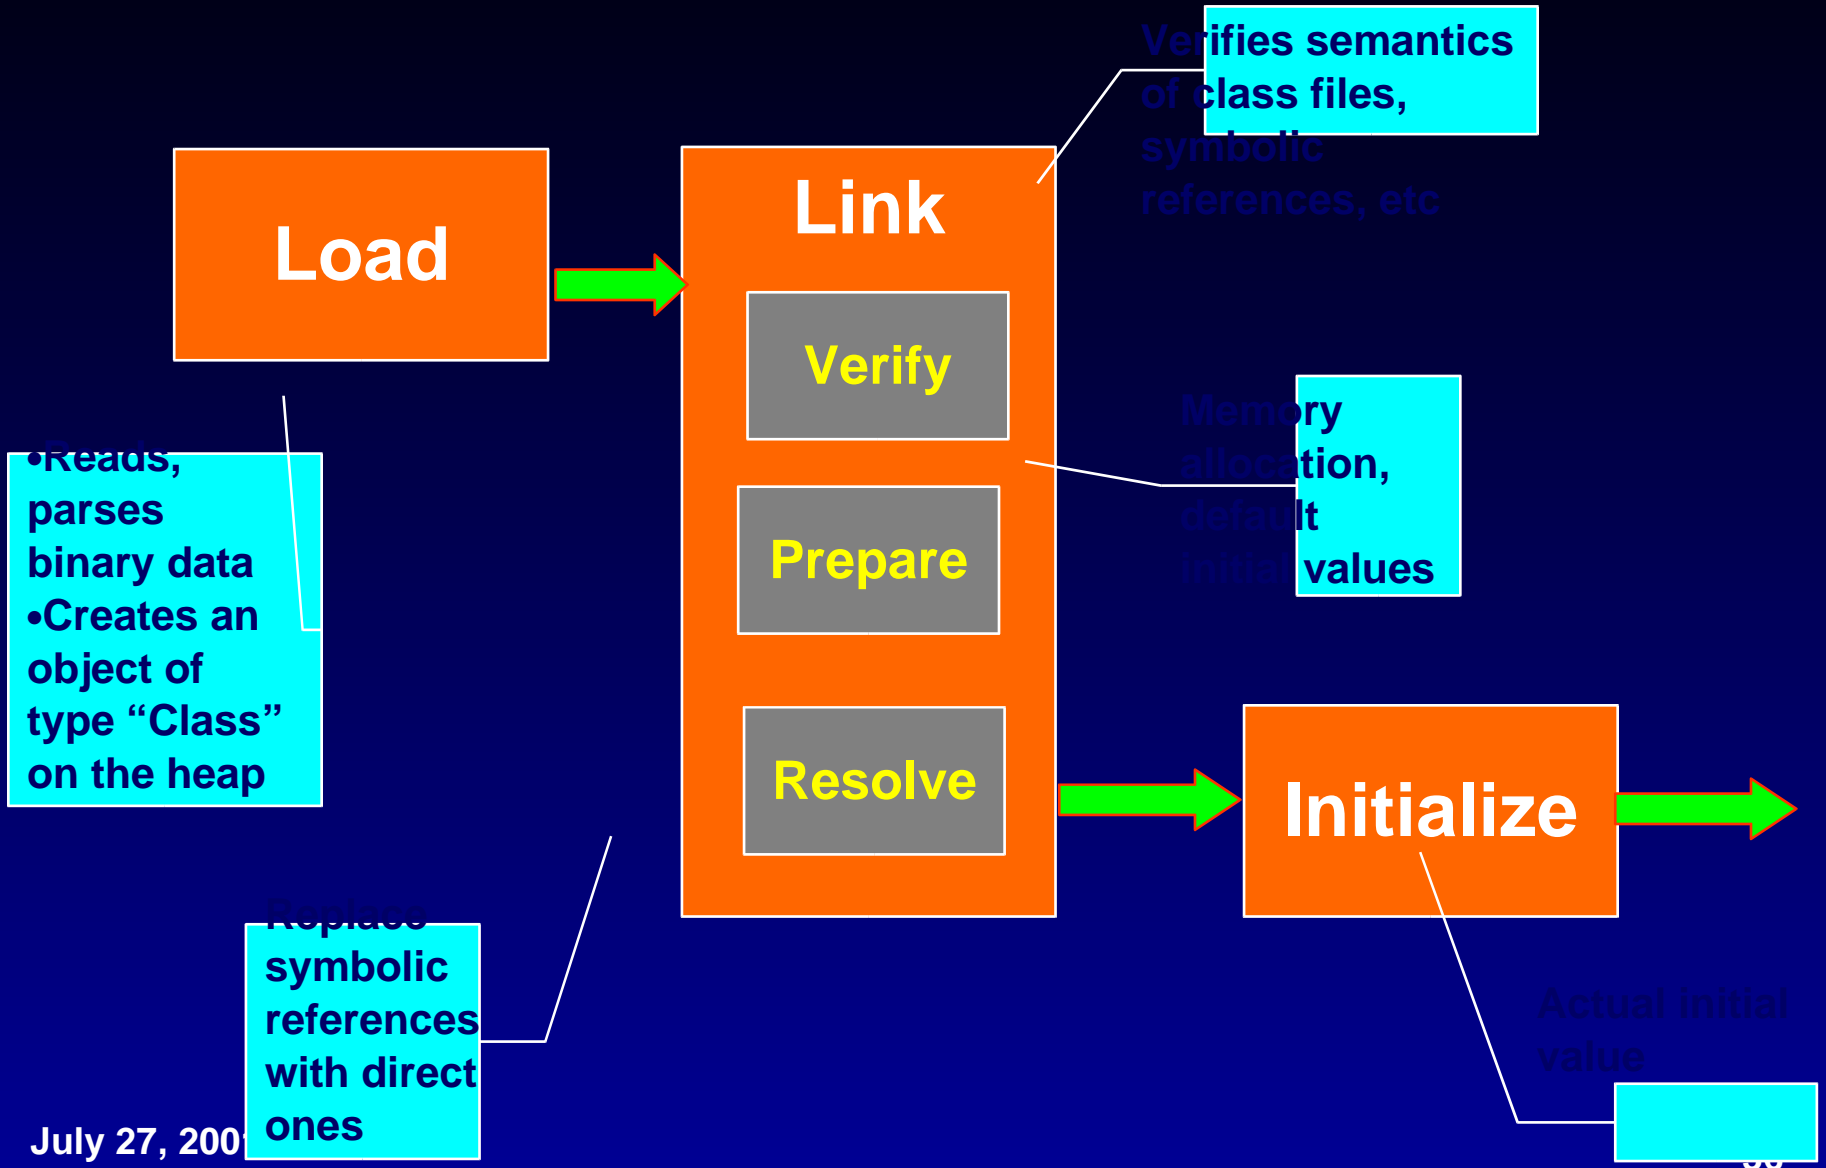 Verifies semantics
of class files,
symbolic
references, etc
Load
Link
Verify
Memory
allocation,
default
initial values
•Reads,
parses
binary data
•Creates an
object of
type “Class”
on the heap
Prepare
Resolve
Initialize
Replace
symbolic
references
with direct
ones
Actual initial
value
July 27, 2001